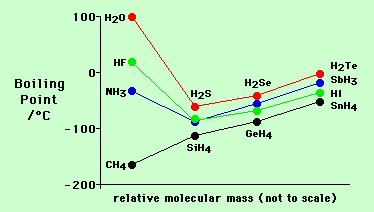 100
H₂O
HF
H₂Te
0
H₂S
H₂Se
SbH₃
Boiling
Point
/°C
NH₃
HI
SnH₄
-100
GeH₄
SiH₄
CH₄
-200
relative molecular mass (not to scale)